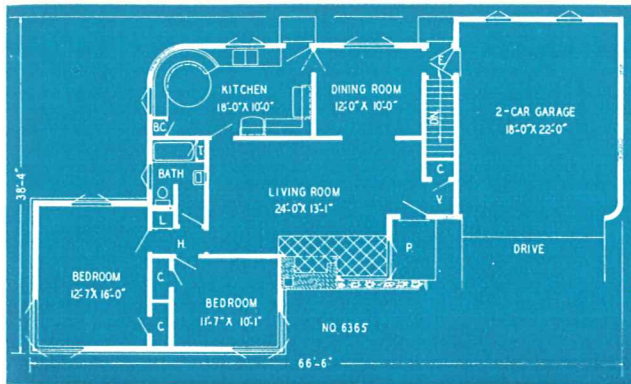 KITCHEN
18'-0" X 10'-0"
DINING ROOM
12'-0" X 10'-0"
E.
DN.
2-CAR GARAGE
18'-0" X 22'-0"
B.C.
T.
BATH
C.
V.
LIVING ROOM
24'-0" X 13'-1"
38'-4"
L.
H.
P.
DRIVE
BEDROOM
12'-7" X 16'-0"
C.
C.
BEDROOM
11'-7" X 10'-1"
NO. 6365
66'-6"